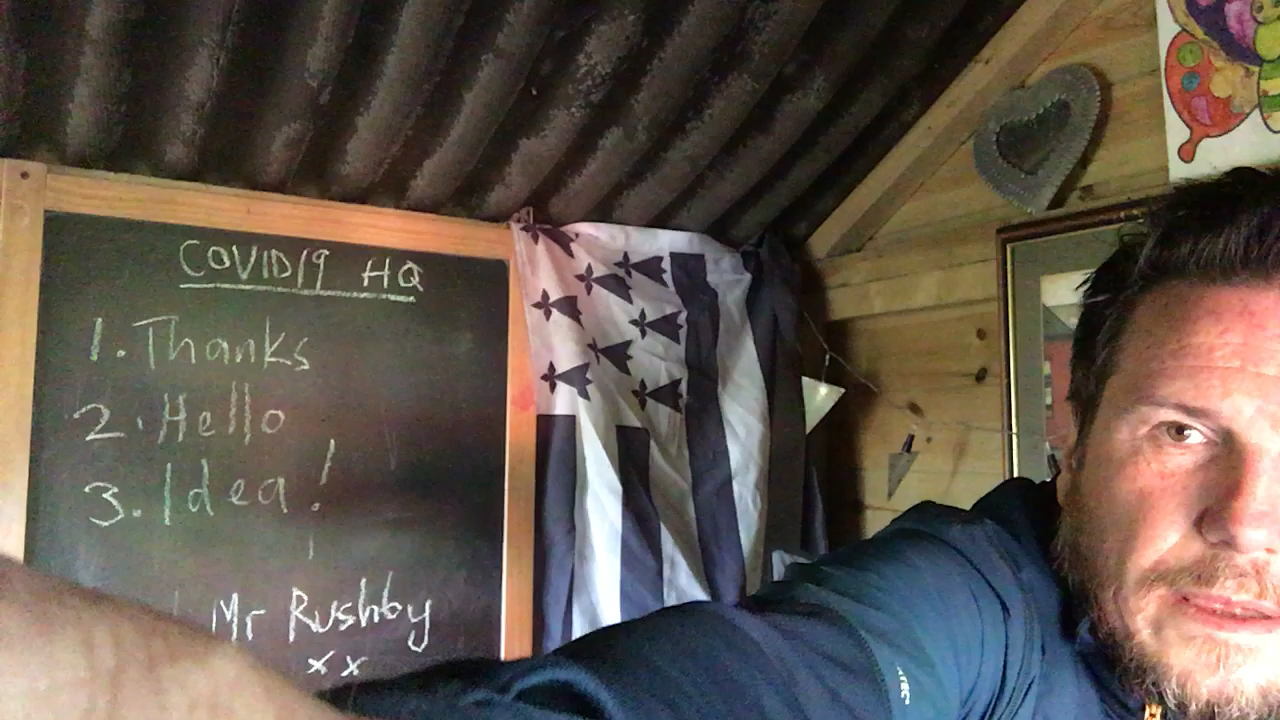 COVID19 HQ
1. Thanks
2. Hello
3. Idea!
Mr Rushby
xx